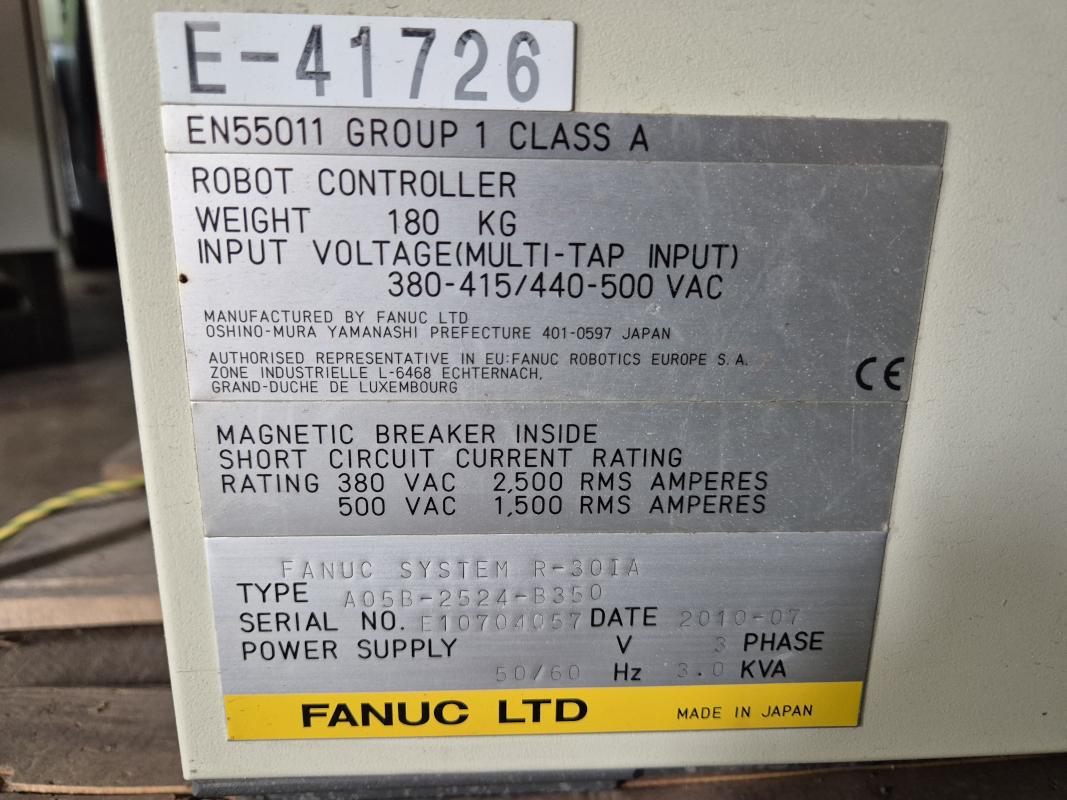 E-41726
EN55011 GROUP 1 CLASS A
ROBOT CONTROLLER
WEIGHT 180 KG
INPUT VOLTAGE(MULTI-TAP INPUT)
380-415/440-500 VAC
MANUFACTURED BY FANUC LTD
OSHINO-MURA YAMANASHI PREFECTURE 401-0597 JAPAN
AUTHORISED REPRESENTATIVE IN EU:FANUC ROBOTICS EUROPE S.A.
ZONE INDUSTRIELLE L-6468 ECHTERNACH,
GRAND-DUCHE DE LUXEMBOURG
CE
MAGNETIC BREAKER INSIDE
SHORT CIRCUIT CURRENT RATING
RATING 380 VAC 2,500 RMS AMPERES
500 VAC 1,500 RMS AMPERES
FANUC SYSTEM R-30IA
TYPE A05B-2524-B350
SERIAL NO. E10704057 DATE 2010-07
POWER SUPPLY V 3 PHASE
50/60 Hz 3.0 KVA
FANUC LTD MADE IN JAPAN